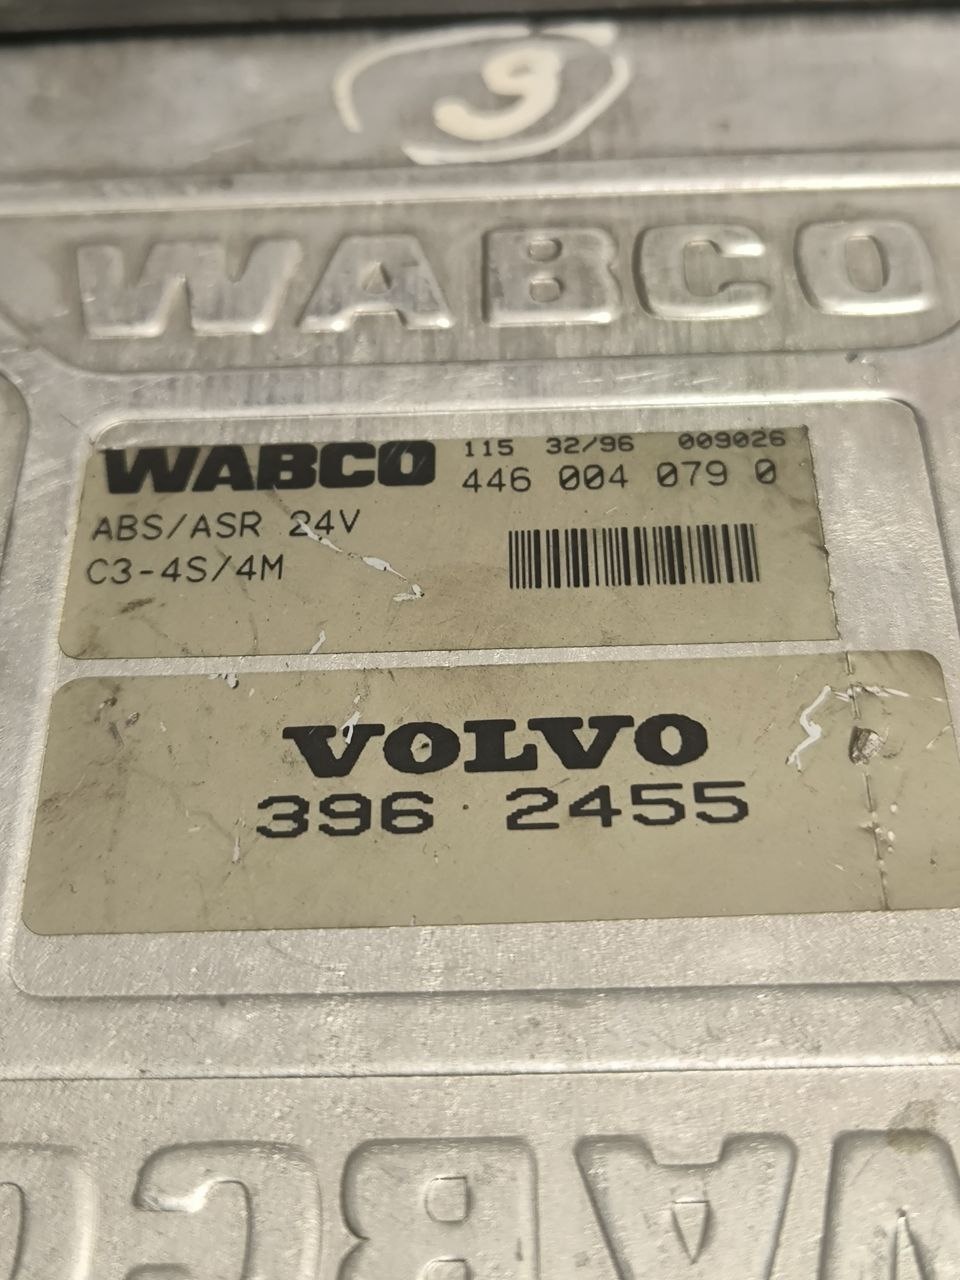 9
WABCO
WABCO 115 32/96 009026
446 004 079 0
ABS/ASR 24V
C3-4S/4M
VOLVO
396 2455
WABCO